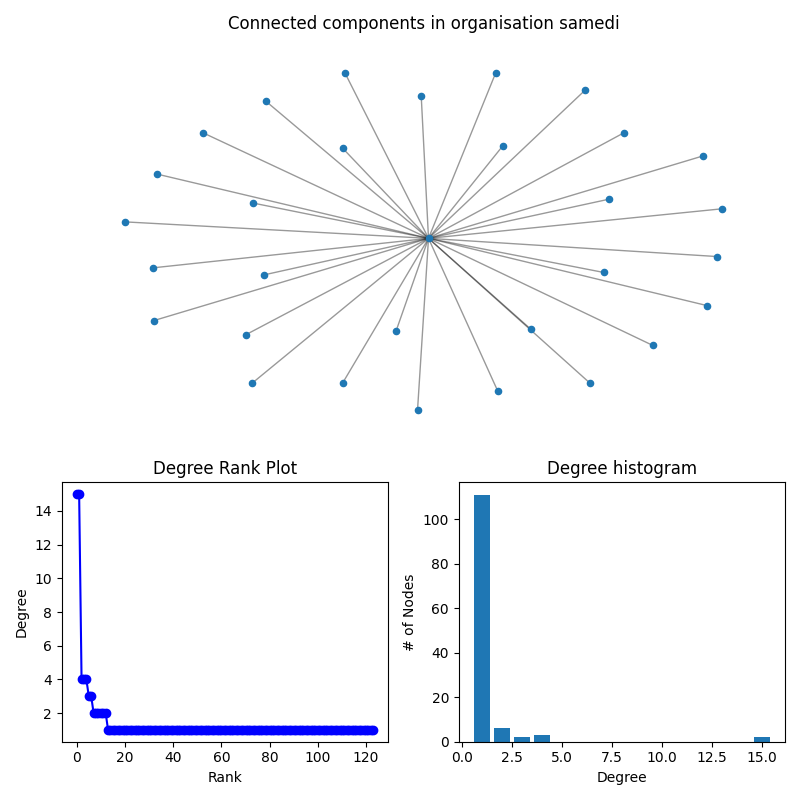 Connected components in organisation samedi
Degree Rank Plot
Degree
14
12
10
8
6
4
2
0 20 40 60 80 100 120
Rank
Degree histogram
# of Nodes
100
80
60
40
20
0
0.0 2.5 5.0 7.5 10.0 12.5 15.0
Degree